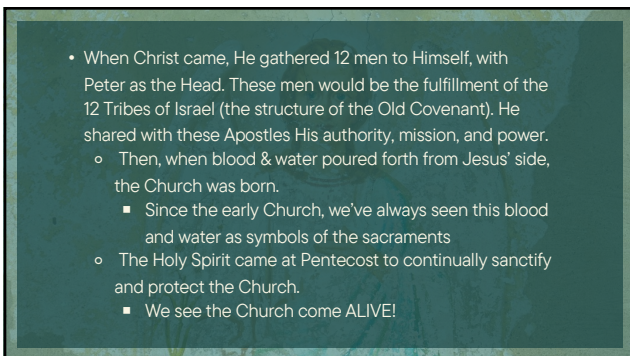 • When Christ came, He gathered 12 men to Himself, with
Peter as the Head. These men would be the fulfillment of the
12 Tribes of Israel (the structure of the Old Covenant). He
shared with these Apostles His authority, mission, and power.
○ Then, when blood & water poured forth from Jesus' side,
the Church was born.
■ Since the early Church, we've always seen this blood
and water as symbols of the sacraments
○ The Holy Spirit came at Pentecost to continually sanctify
and protect the Church.
■ We see the Church come ALIVE!